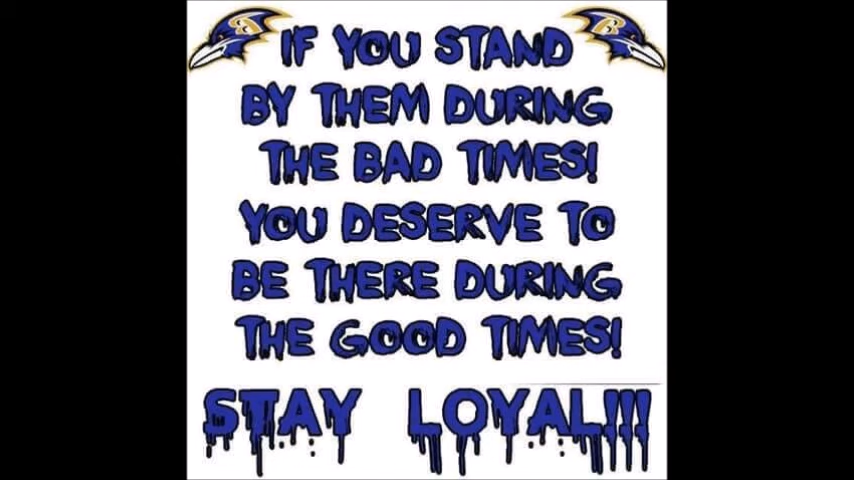 IF YOU STAND
BY THEM DURING
THE BAD TIMES!
YOU DESERVE TO
BE THERE DURING
THE GOOD TIMES!
STAY LOYAL!!!